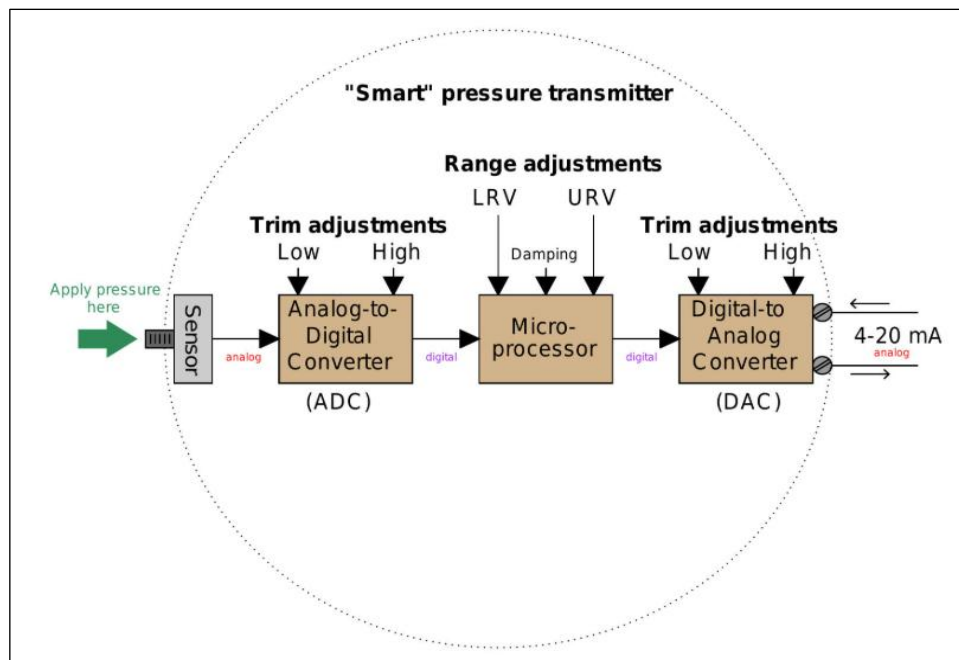 "Smart" pressure transmitter
Range adjustments
LRV URV
Trim adjustments
Low High
Damping
Trim adjustments
Low High
Apply pressure
here
Sensor
analog
Analog-to-
Digital
Converter
(ADC)
digital
Micro-
processor
digital
Digital-to
Analog
Converter
(DAC)
4-20 mA
analog